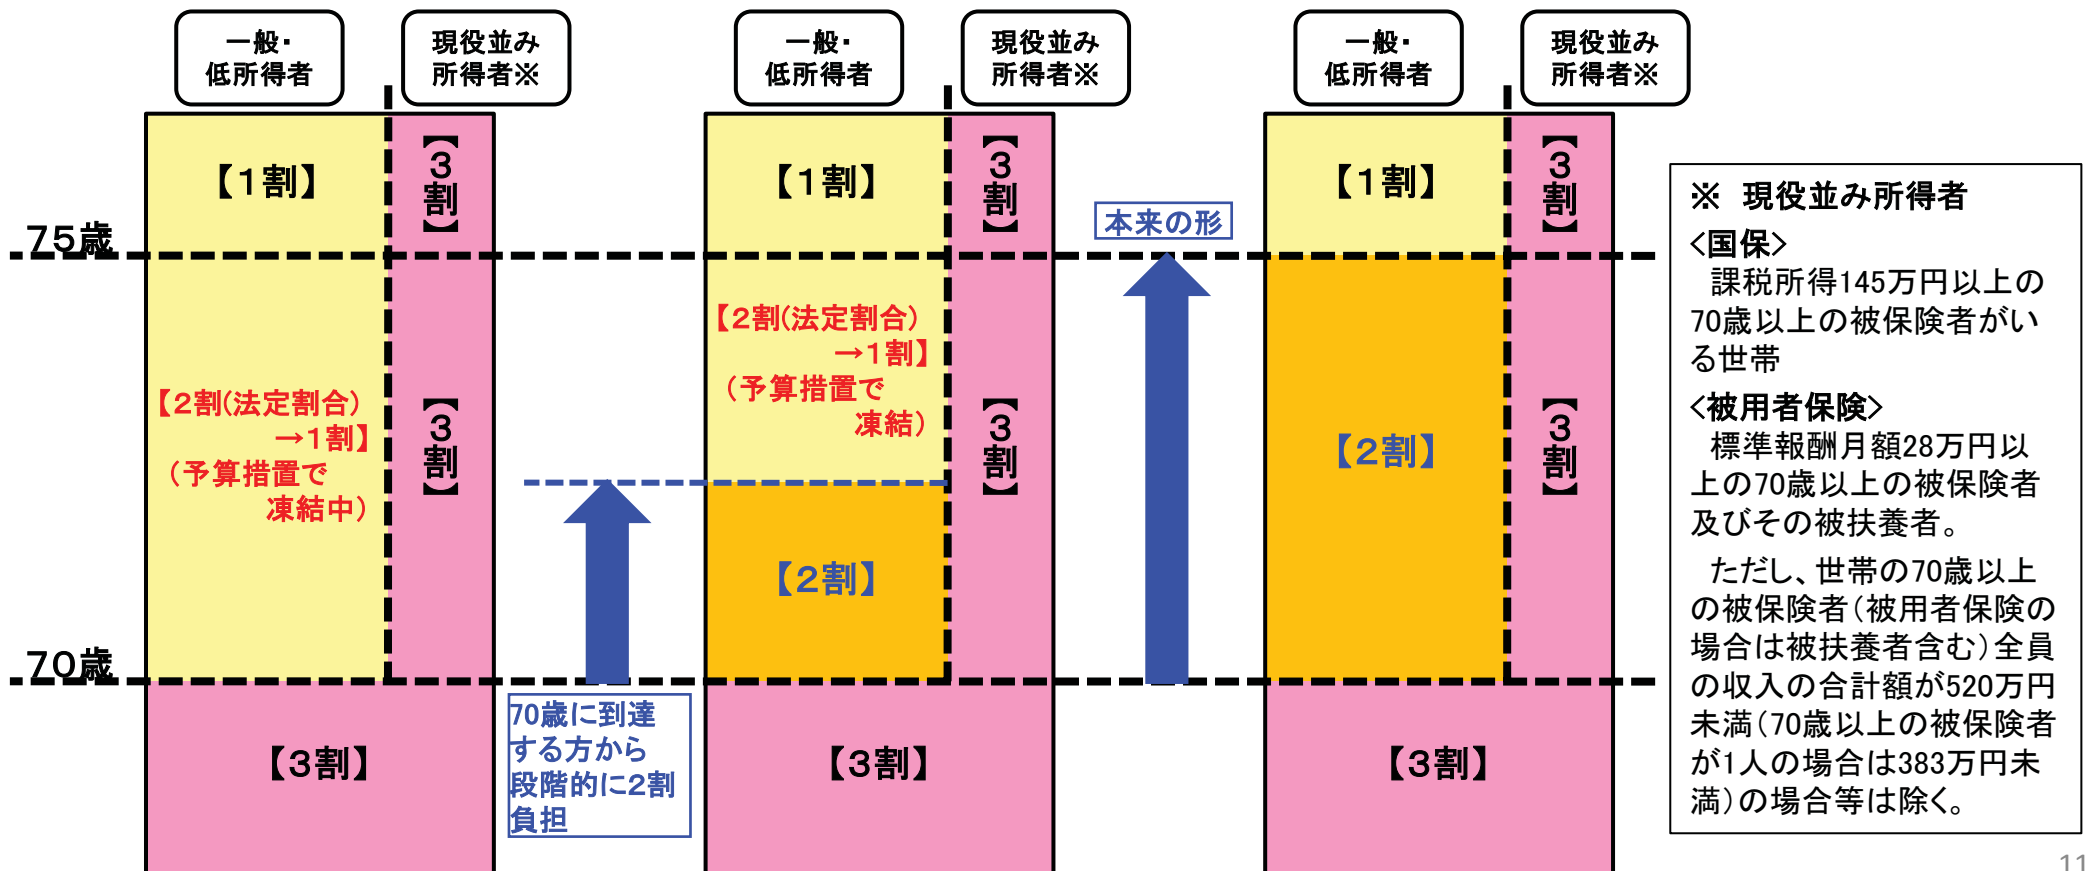 一般・
低所得者
現役並み
所得者※
一般・
低所得者
現役並み
所得者※
一般・
低所得者
現役並み
所得者※
【1割】
【3割】
【1割】
【3割】
【1割】
【3割】
75歳
本来の形
【2割(法定割合)
→1割】
(予算措置で
凍結中)
【3割】
【2割(法定割合)
→1割】
(予算措置で
凍結)
【3割】
【2割】
【2割】
【3割】
70歳
70歳に到達
する方から
段階的に2割
負担
【3割】
【3割】
【3割】
※ 現役並み所得者
<国保>
課税所得145万円以上の
70歳以上の被保険者がい
る世帯
<被用者保険>
標準報酬月額28万円以
上の70歳以上の被保険者
及びその被扶養者。
ただし、世帯の70歳以上
の被保険者(被用者保険の
場合は被扶養者含む)全員
の収入の合計額が520万円
未満(70歳以上の被保険者
が1人の場合は383万円未
満)の場合等は除く。
11